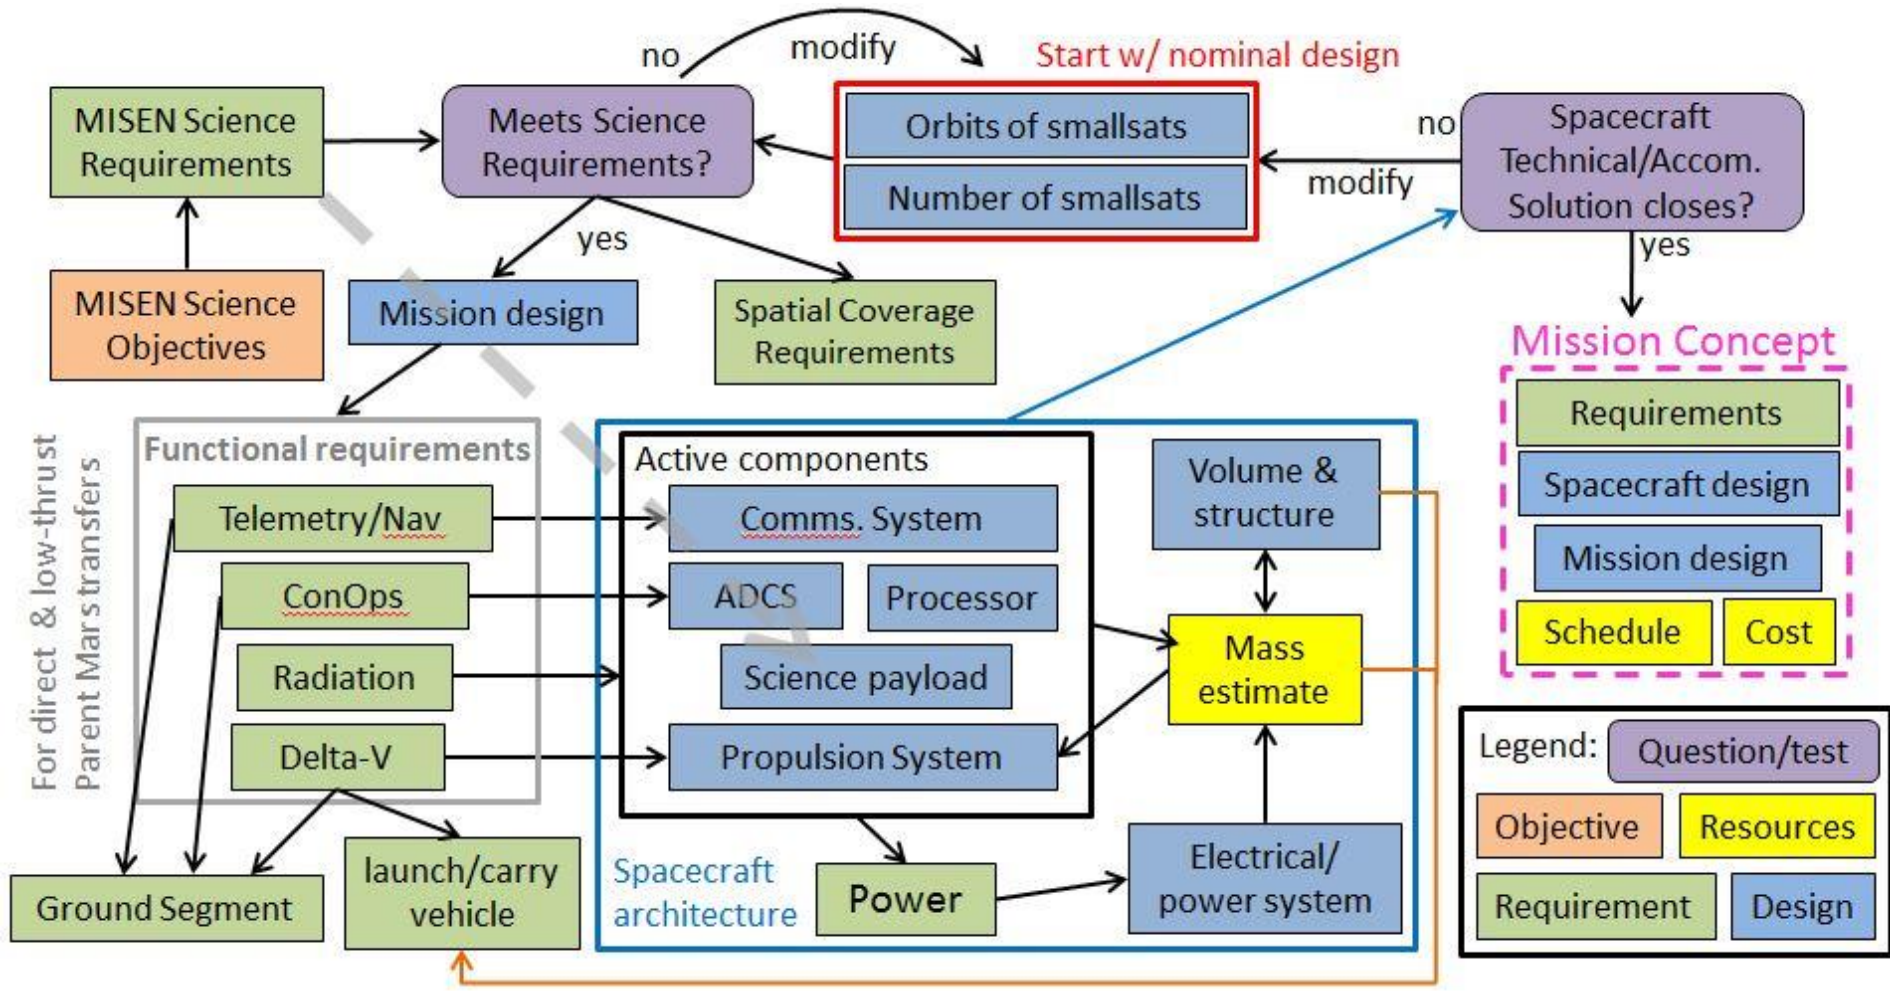 no
modify
Start w/ nominal design
MISEN Science
Requirements
Meets Science
Requirements?
Orbits of smallsats
Number of smallsats
no
modify
Spacecraft
Technical/Accom.
Solution closes?
yes
yes
MISEN Science
Objectives
Mission design
Spatial Coverage
Requirements
Mission Concept
Requirements
Spacecraft design
Mission design
Schedule
Cost
For direct & low-thrust
Parent Mars transfers
Functional requirements
Telemetry/Nav
ConOps
Radiation
Delta-V
Ground Segment
launch/carry
vehicle
Active components
Comms. System
ADCS
Processor
Science payload
Propulsion System
Volume &
structure
Mass
estimate
Spacecraft
architecture
Power
Electrical/
power system
Legend:
Question/test
Objective
Resources
Requirement
Design